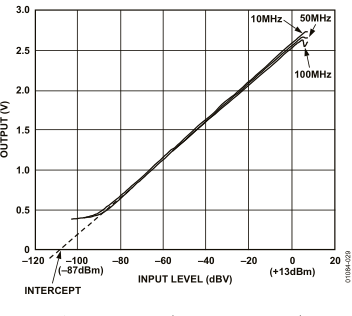 3.0
10MHz 50MHz
2.5
100MHz
2.0
OUTPUT (V)
1.5
1.0
0.5
0
–120 –100 –80 –60 –40 –20 0 20
(–87dBm) (+13dBm)
INPUT LEVEL (dBV)
INTERCEPT
01084-029